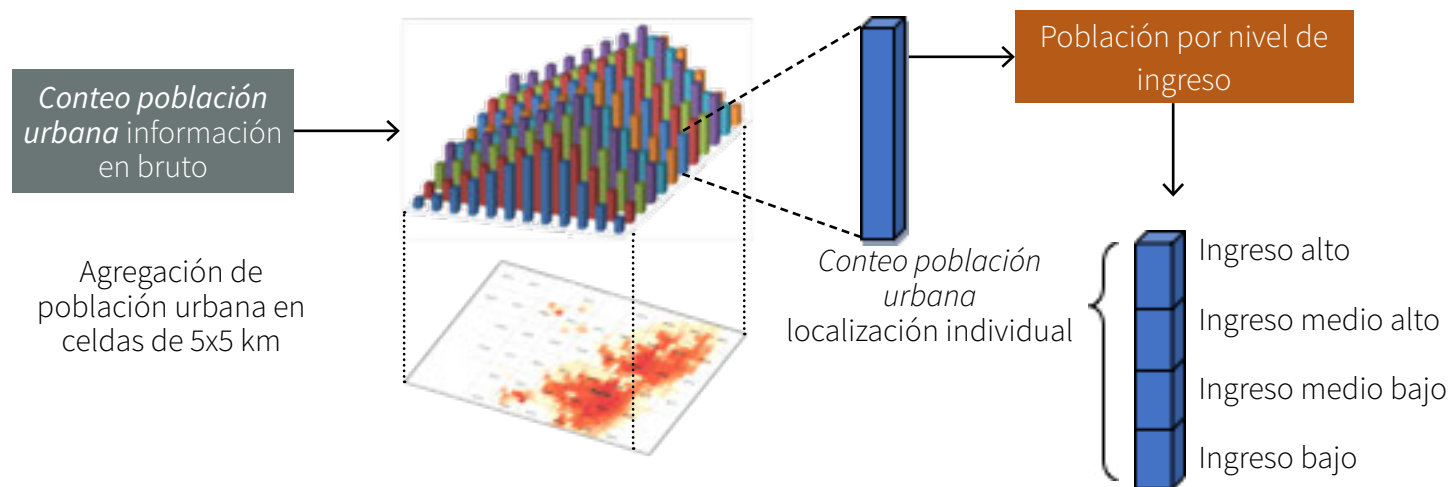 Conteo población
urbana información
en bruto
Agregación de
población urbana en
celdas de 5x5 km
Conteo población
urbana
localización individual
Población por nivel de
ingreso
Ingreso alto
Ingreso medio alto
Ingreso medio bajo
Ingreso bajo